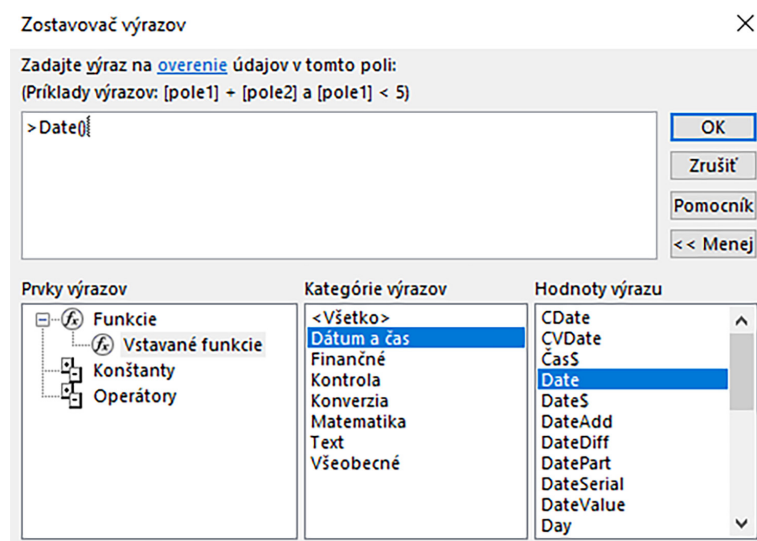 Zostavovač výrazov
Zadajte výraz na overenie údajov v tomto poli:
(Príklady výrazov: [pole1] + [pole2] a [pole1] < 5)
>Date()
OK
Zrušiť
Pomocník
<< Menej
Prvky výrazov
Funkcie
Vstavané funkcie
Konštanty
Operátory
Kategórie výrazov
<Všetko>
Dátum a čas
Finančné
Kontrola
Konverzia
Matematika
Text
Všeobecné
Hodnoty výrazu
CDate
CVDate
Čas$
Date
Date$
DateAdd
DateDiff
DatePart
DateSerial
DateValue
Day